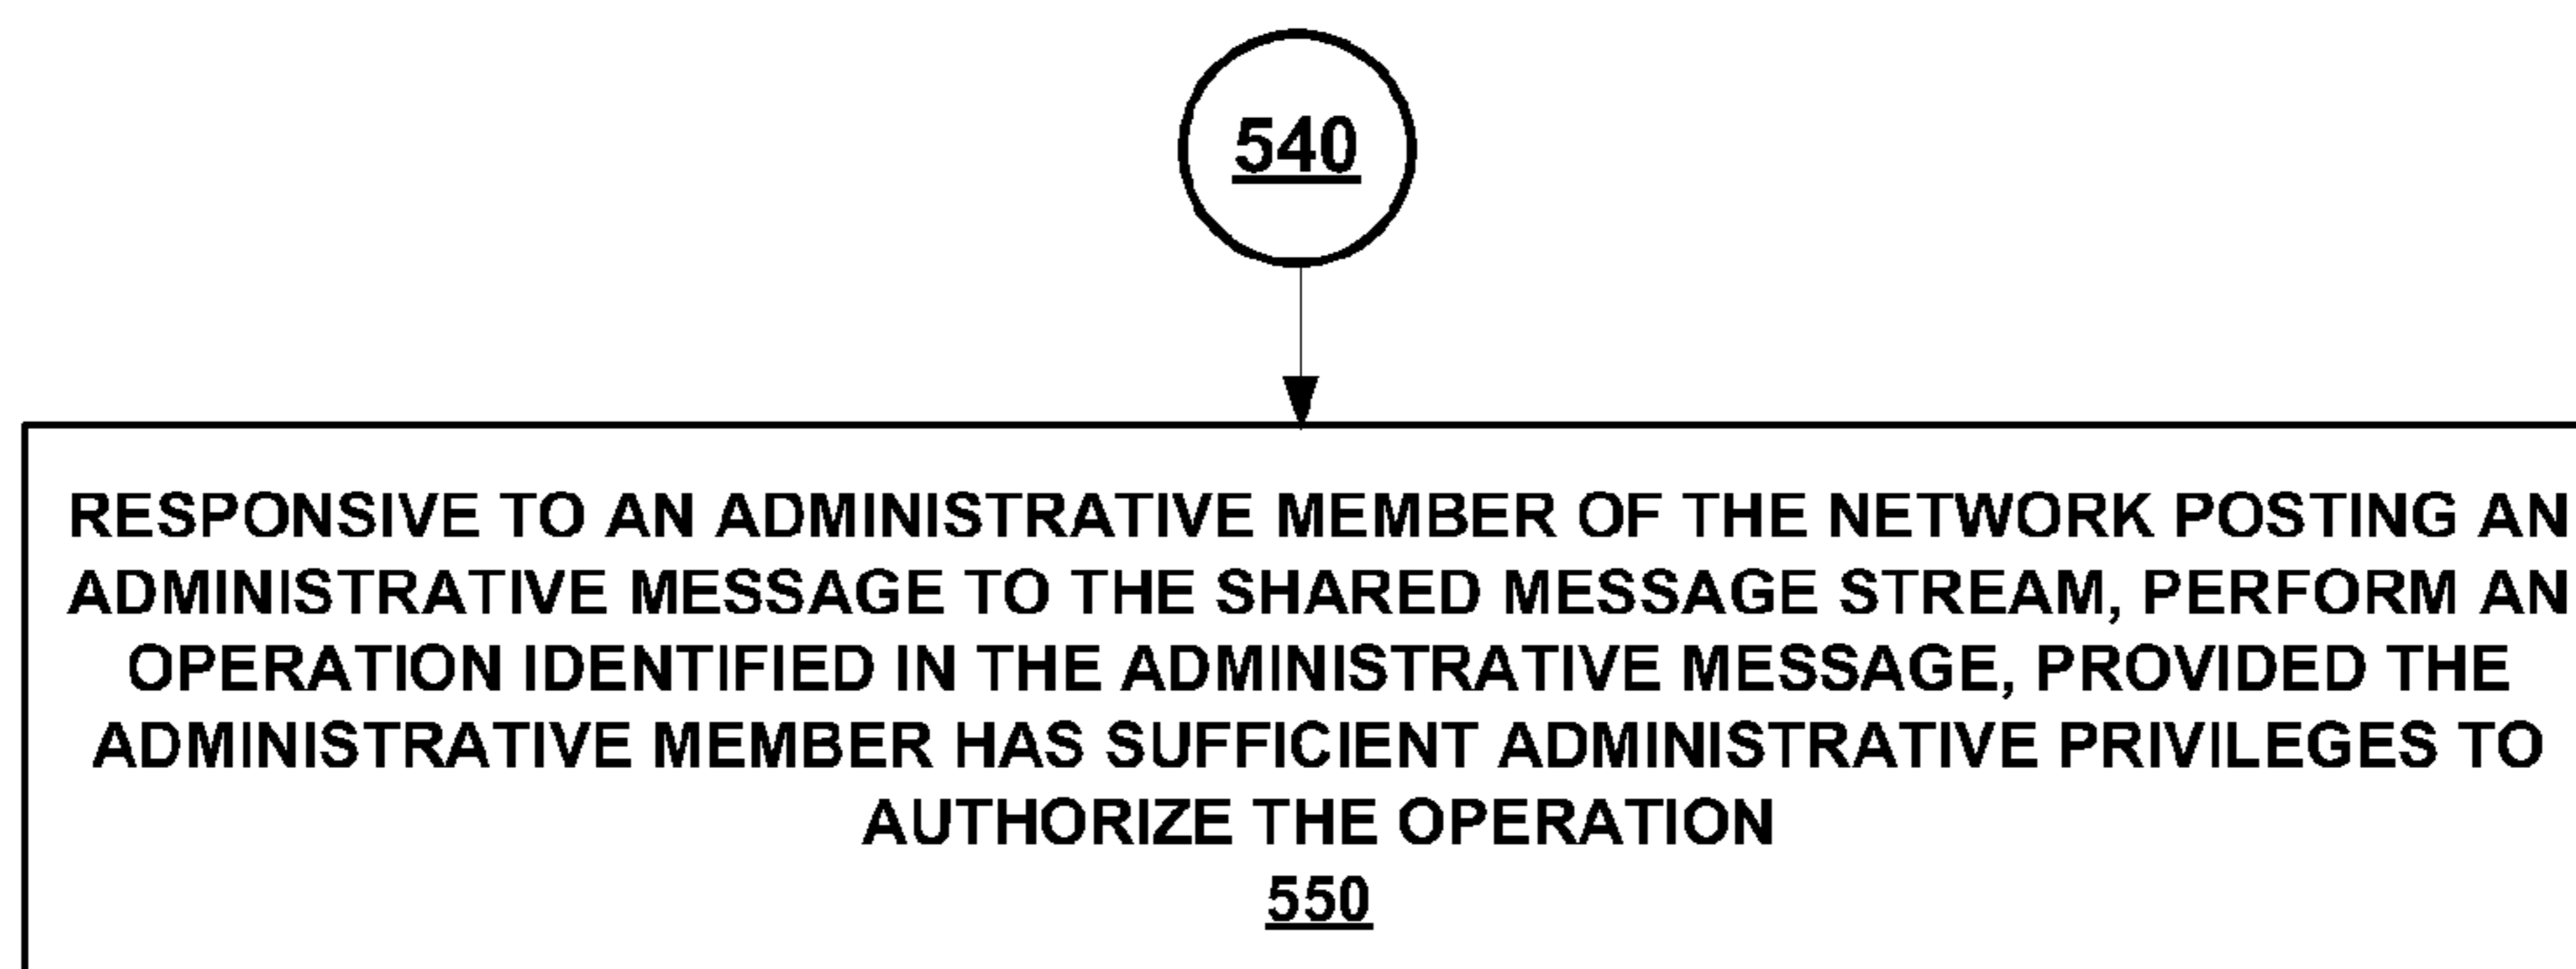 540
RESPONSIVE TO AN ADMINISTRATIVE MEMBER OF THE NETWORK POSTING AN
ADMINISTRATIVE MESSAGE TO THE SHARED MESSAGE STREAM, PERFORM AN
OPERATION IDENTIFIED IN THE ADMINISTRATIVE MESSAGE, PROVIDED THE
ADMINISTRATIVE MEMBER HAS SUFFICIENT ADMINISTRATIVE PRIVILEGES TO
AUTHORIZE THE OPERATION
550